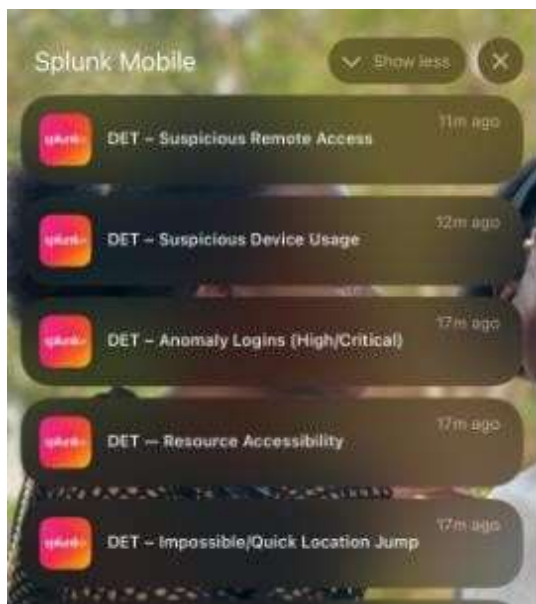 Splunk Mobile
Show less
11m ago
DET – Suspicious Remote Access
12m ago
DET – Suspicious Device Usage
17m ago
DET – Anomaly Logins (High/Critical)
17m ago
DET — Resource Accessibility
17m ago
DET – Impossible/Quick Location Jump